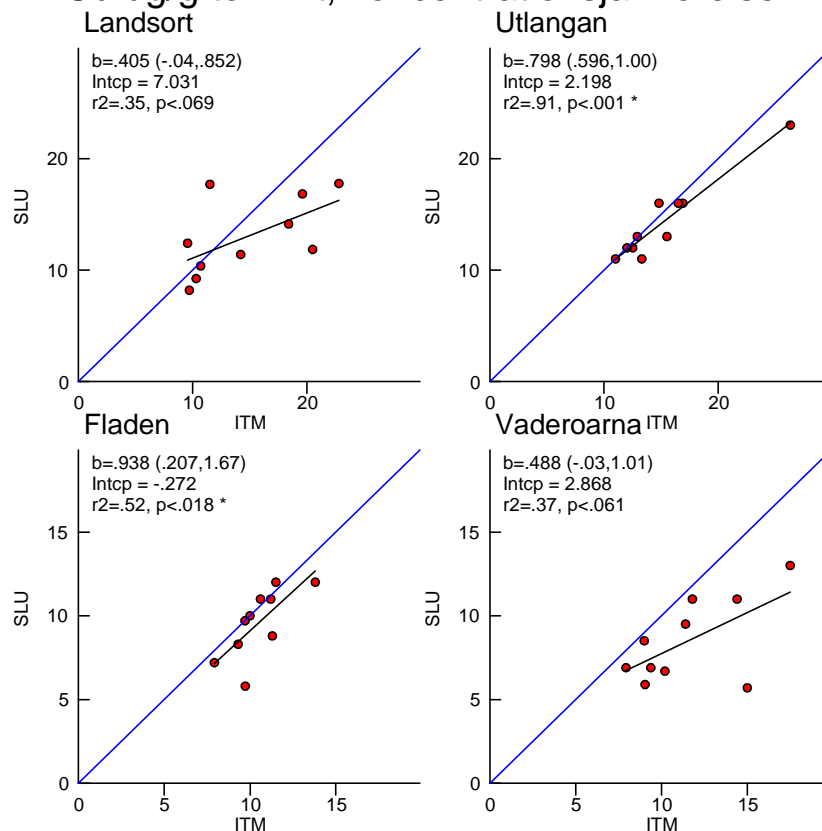 Landsort
b=.405 (-.04,.852)
Intcp = 7.031
r2=.35, p<.069
SLU
20
10
0
0 10 20
ITM
Utlangan
b=.798 (.596,1.00)
Intcp = 2.198
r2=.91, p<.001 *
SLU
20
10
0
0 10 20
ITM
Fladen
b=.938 (.207,1.67)
Intcp = -.272
r2=.52, p<.018 *
SLU
15
10
5
0
0 5 10 15
ITM
Vaderoarna
b=.488 (-.03,1.01)
Intcp = 2.868
r2=.37, p<.061
SLU
15
10
5
0
0 5 10 15
ITM